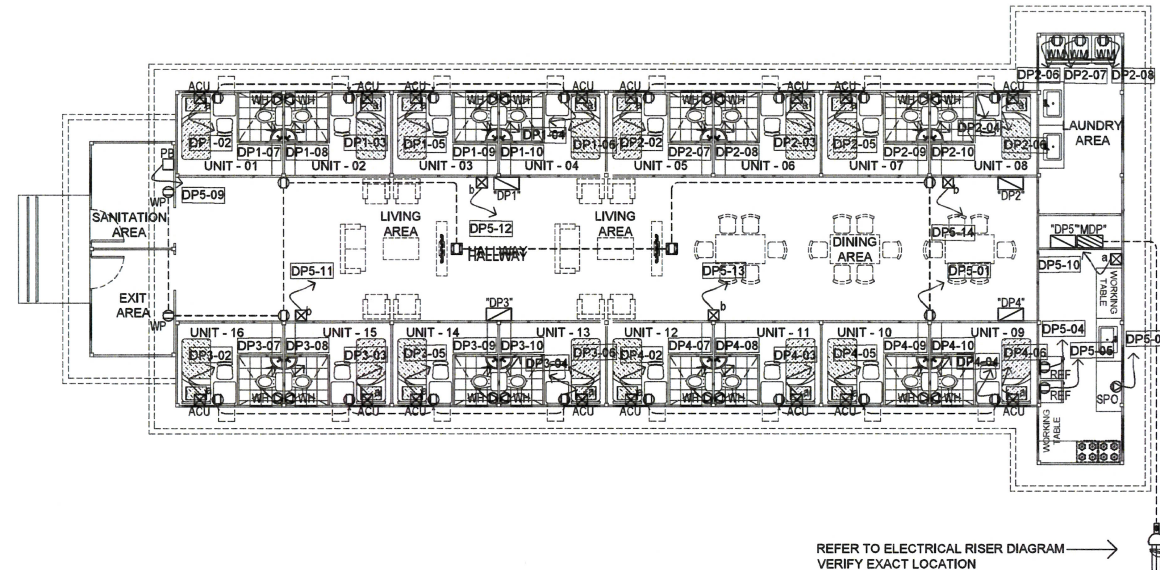 WM WM WM
DP2-06 DP2-07 DP2-08
ACU ACU ACU ACU ACU ACU ACU ACU
WH WH WH WH WH WH WH WH
DP1-02 DP1-03 DP1-05 DP1-04 DP1-06 DP2-02 DP2-03 DP2-05 DP2-04 DP2-06
DP1-07 DP1-08 DP1-09 DP1-10 DP2-07 DP2-08 DP2-09 DP2-10
UNIT - 01 UNIT - 02 UNIT - 03 UNIT - 04 UNIT - 05 UNIT - 06 UNIT - 07 UNIT - 08
LAUNDRY
AREA
PB
DP5-09
WP
"DP1"
b
"DP2"
b
SANITATION
AREA
LIVING
AREA
DP5-12
LIVING
AREA
DP5-14
HALLWAY
DINING
AREA
"DP5"
"MDP"
a
DP5-11
DP5-13
DP5-01
DP5-10
WORKING
TABLE
EXIT
AREA
WP
b
"DP3"
b
"DP4"
UNIT - 16 UNIT - 15 UNIT - 14 UNIT - 13 UNIT - 12 UNIT - 11 UNIT - 10 UNIT - 09
DP5-04
DP5-05
DP3-07 DP3-08 DP3-09 DP3-10 DP4-07 DP4-08 DP4-09 DP4-10
DP3-02 DP3-03 DP3-04 DP3-06 DP4-02 DP4-03 DP4-05 DP4-04 DP4-06
REF
REF
SPO
WH WH WH WH WH WH WH WH
ACU ACU ACU ACU ACU ACU ACU ACU
WORKING
TABLE
REFER TO ELECTRICAL RISER DIAGRAM
VERIFY EXACT LOCATION